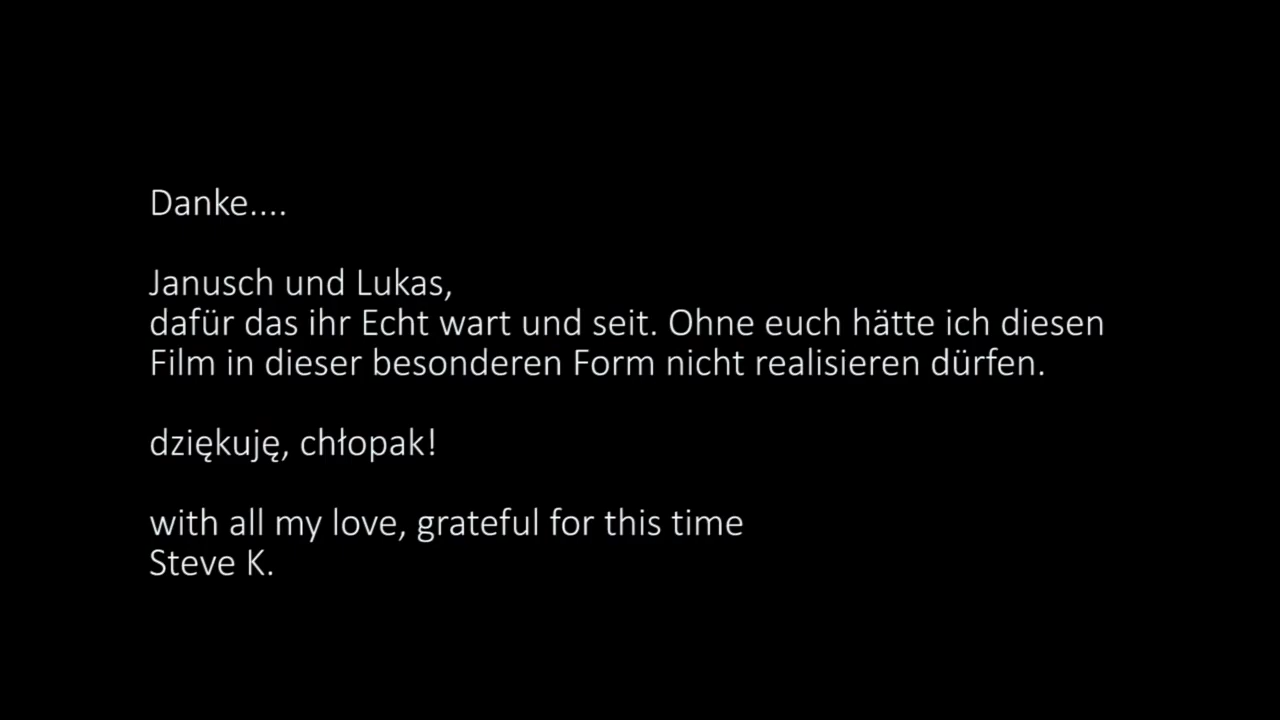 Danke....
Janusch und Lukas,
dafür das ihr Echt wart und seit. Ohne euch hätte ich diesen
Film in dieser besonderen Form nicht realisieren dürfen.
dziękuję, chłopak!
with all my love, grateful for this time
Steve K.